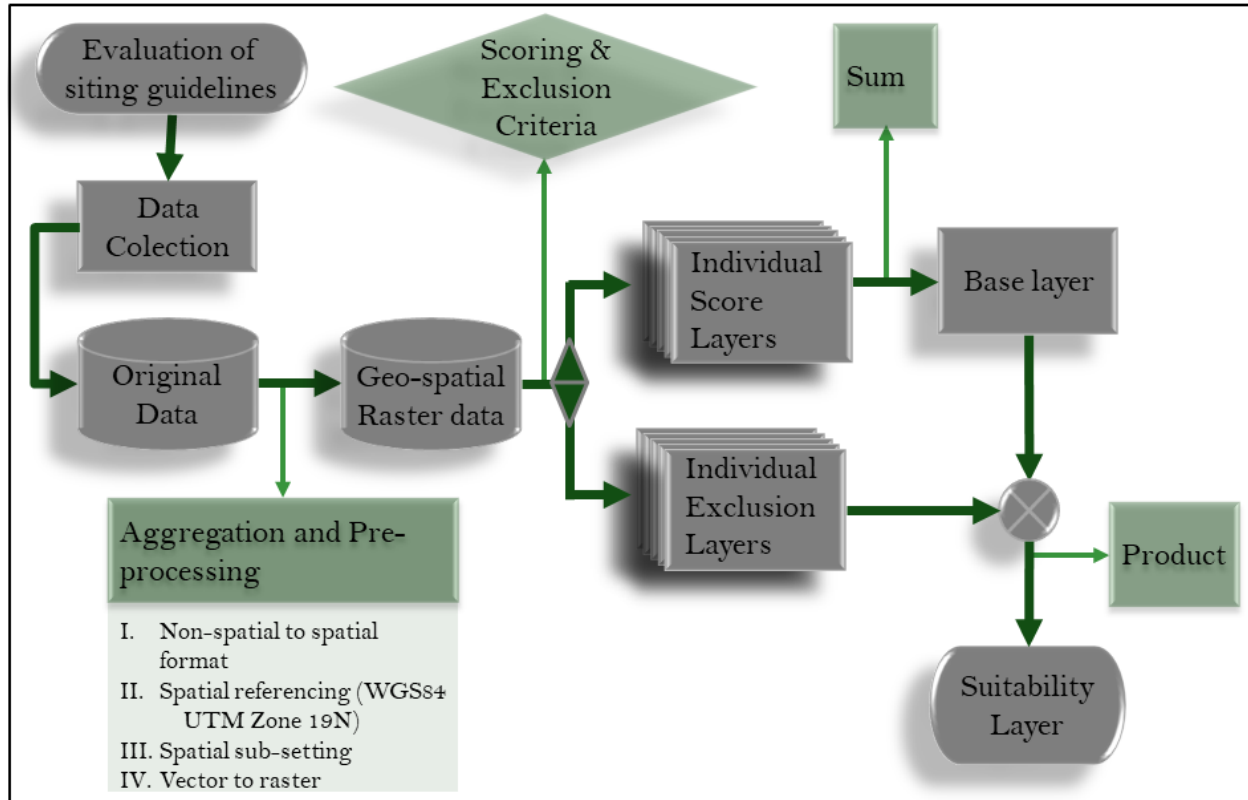 Evaluation of
siting guidelines
Data
Colection
Original
Data
Aggregation and Pre-
processing
I. Non-spatial to spatial
format
II. Spatial referencing (WGS84
UTM Zone 19N)
III. Spatial sub-setting
IV. Vector to raster
Geo-spatial
Raster data
Scoring &
Exclusion
Criteria
Individual
Score
Layers
Individual
Exclusion
Layers
Sum
Base layer
Product
Suitability
Layer